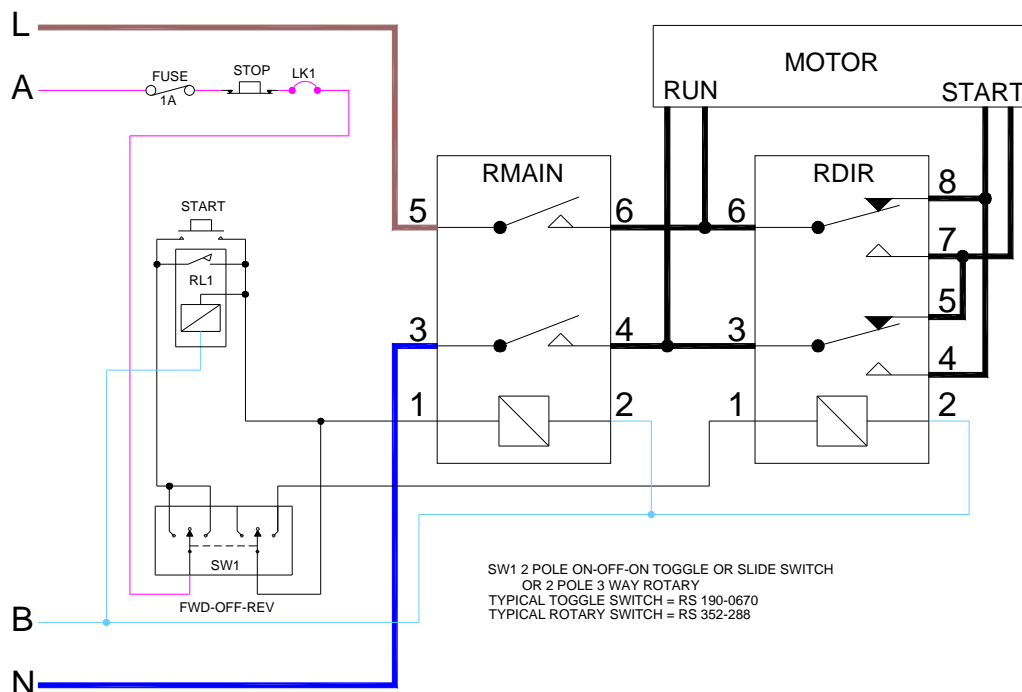 L
MOTOR
RUN START
A
FUSE
1A
STOP
LK1
RMAIN
RDIR
START
RL1
5 6 6 8
7
5
3 4 3
4
1 2 1 2
SW1
FWD-OFF-REV
SW1 2 POLE ON-OFF-ON TOGGLE OR SLIDE SWITCH
OR 2 POLE 3 WAY ROTARY
TYPICAL TOGGLE SWITCH = RS 190-0670
TYPICAL ROTARY SWITCH = RS 352-288
B
N